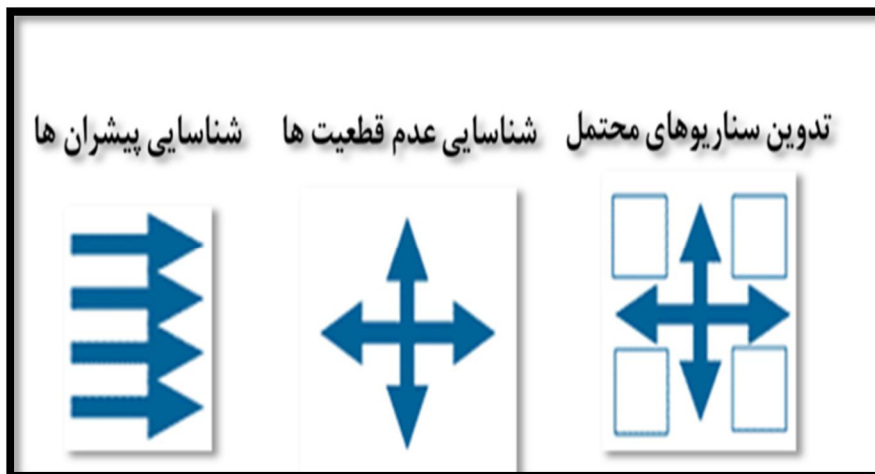 شناسایی پیشران ها
شناسایی عدم قطعیت ها
تدوین سناریوهای محتمل